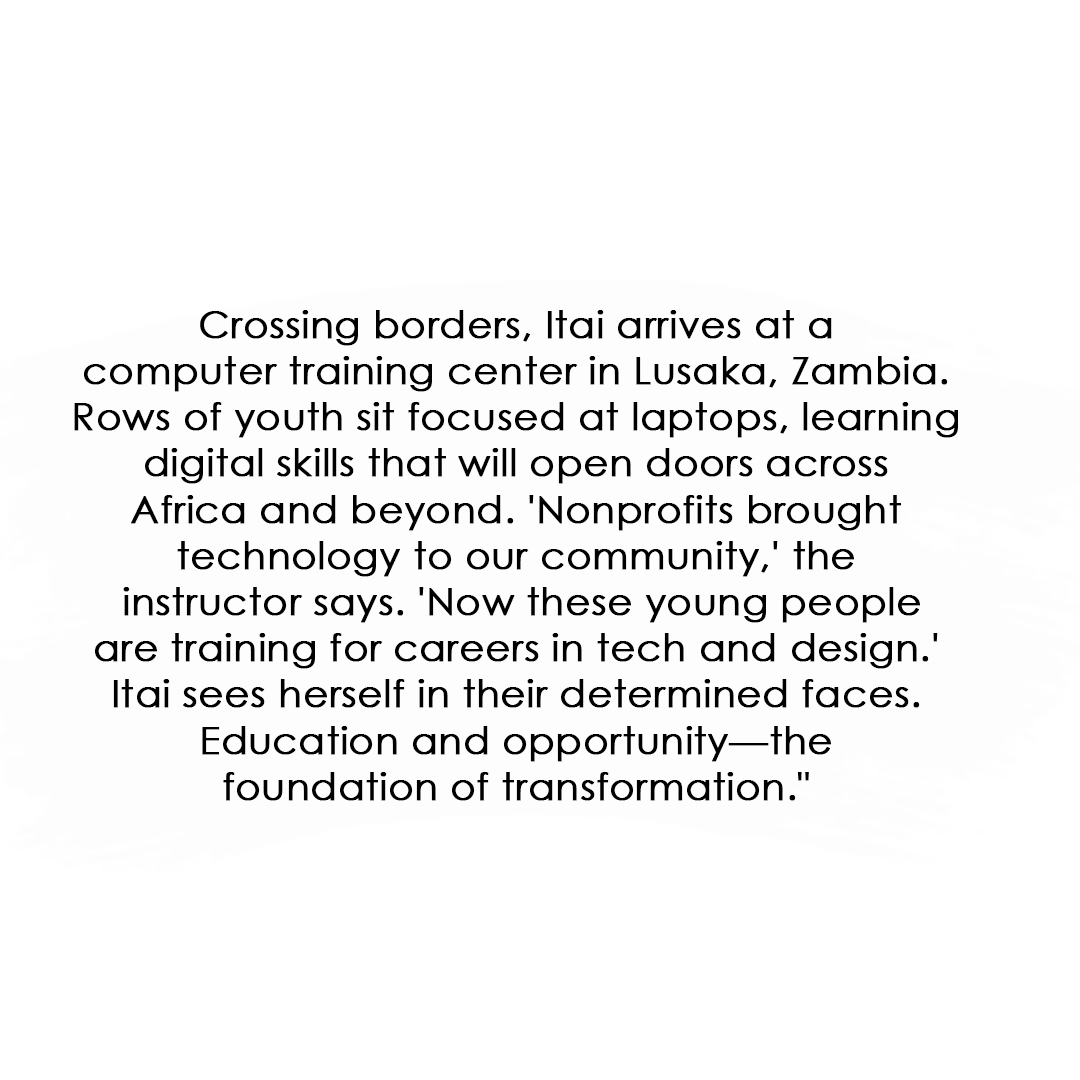 Crossing borders, Itai arrives at a
computer training center in Lusaka, Zambia.
Rows of youth sit focused at laptops, learning
digital skills that will open doors across
Africa and beyond. 'Nonprofits brought
technology to our community,' the
instructor says. 'Now these young people
are training for careers in tech and design.'
Itai sees herself in their determined faces.
Education and opportunity—the
foundation of transformation."